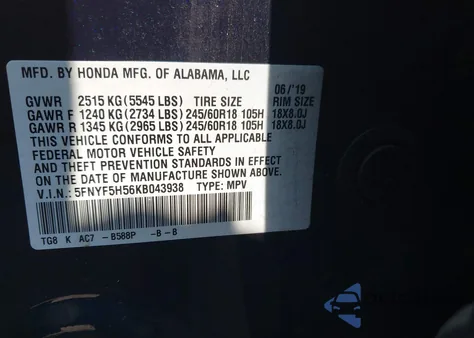 MFD. BY HONDA MFG. OF ALABAMA, LLC
06 / '19
GVWR 2515 KG (5545 LBS) TIRE SIZE RIM SIZE
GAWR F 1240 KG (2734 LBS) 245/60R18 105H 18X8.0J
GAWR R 1345 KG (2965 LBS) 245/60R18 105H 18X8.0J
THIS VEHICLE CONFORMS TO ALL APPLICABLE
FEDERAL MOTOR VEHICLE SAFETY
AND THEFT PREVENTION STANDARDS IN EFFECT
ON THE DATE OF MANUFACTURE SHOWN ABOVE.
V.I.N.: 5FNYF5H56KB043938 TYPE: MPV
TG8 K AC7 - B588P -B - B